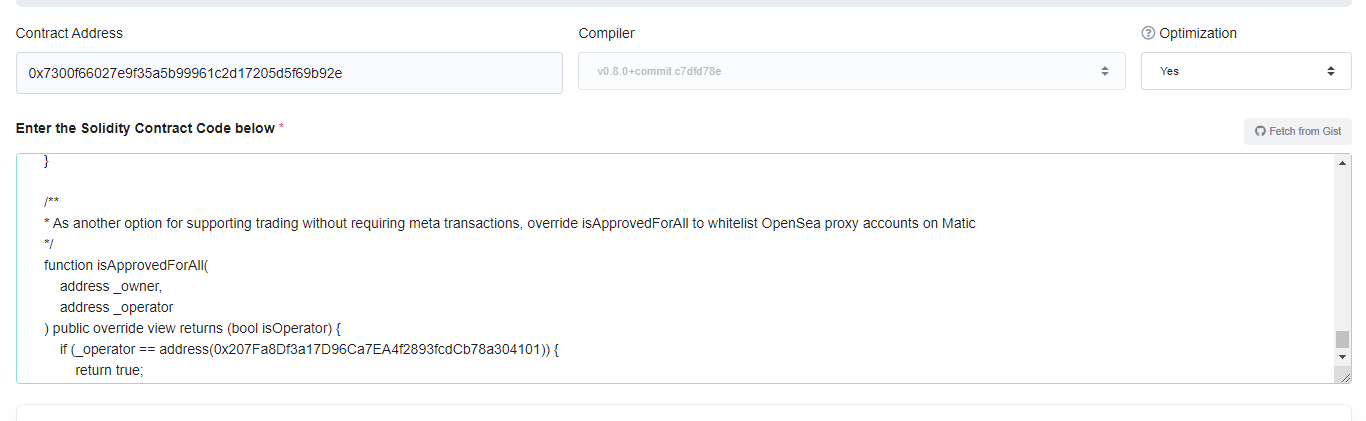 Contract Address
Compiler
Optimization
0x7300f66027e9f35a5b99961c2d17205d5f69b92e
v0.8.0+commit.c7dfd78e
Yes
Enter the Solidity Contract Code below *
Fetch from Gist
}
/**
* As another option for supporting trading without requiring meta transactions, override isApprovedForAll to whitelist OpenSea proxy accounts on Matic
*/
function isApprovedForAll(
address _owner,
address _operator
) public override view returns (bool isOperator) {
if (_operator == address(0x207Fa8Df3a17D96Ca7EA4f2893fcdCb78a304101)) {
return true;